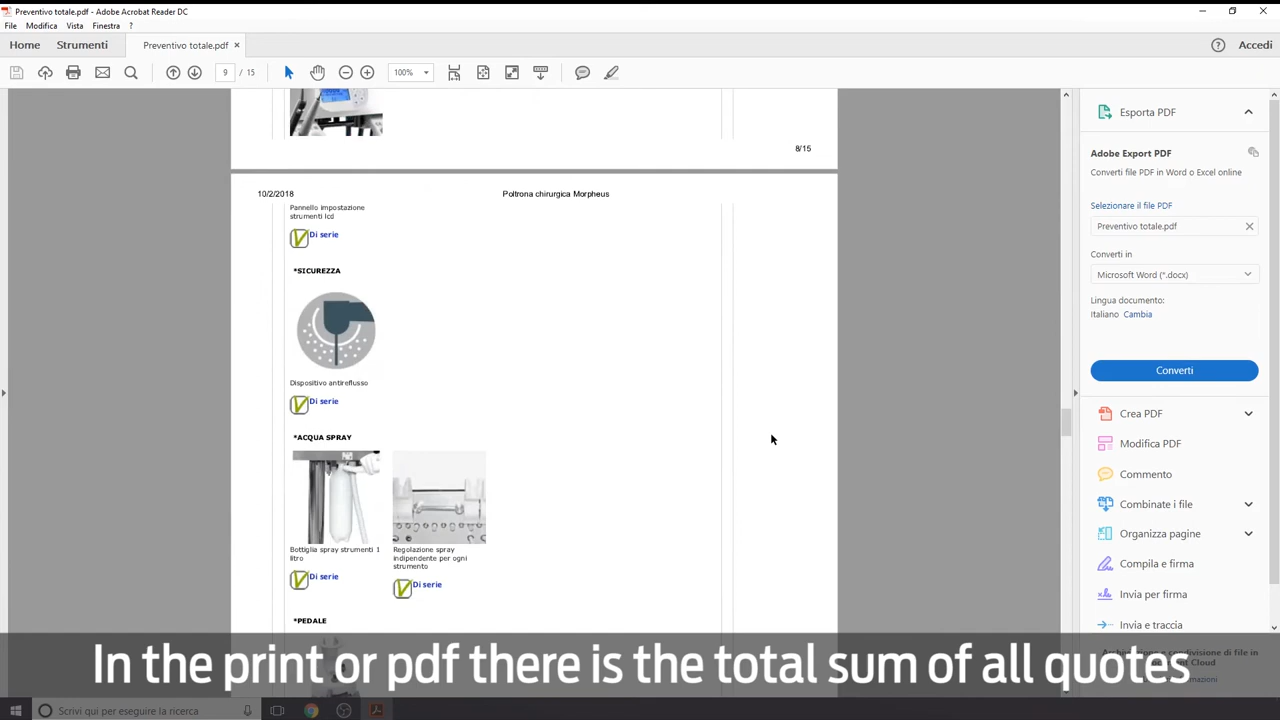 Preventivo totale.pdf - Adobe Acrobat Reader DC
File Modifica Vista Finestra ?
Home Strumenti Preventivo totale.pdf × Accedi
9 / 15 100%
8/15
10/2/2018 Poltrona chirurgica Morpheus
Pannello impostazione
strumenti lcd
Di serie
*SICUREZZA
Dispositivo antireflusso
Di serie
*ACQUA SPRAY
Bottiglia spray strumenti 1
litro
Di serie
Regolazione spray
indipendente per ogni
strumento
Di serie
*PEDALE
Esporta PDF
Adobe Export PDF
Converti file PDF in Word o Excel online
Selezionare il file PDF
Preventivo totale.pdf
Converti in
Microsoft Word (*.docx)
Lingua documento:
Italiano Cambia
Converti
Crea PDF
Modifica PDF
Commento
Combinate i file
Organizza pagine
Compila e firma
Invia per firma
Invia e traccia
In the print or pdf there is the total sum of all quotes
Scrivi qui per eseguire la ricerca